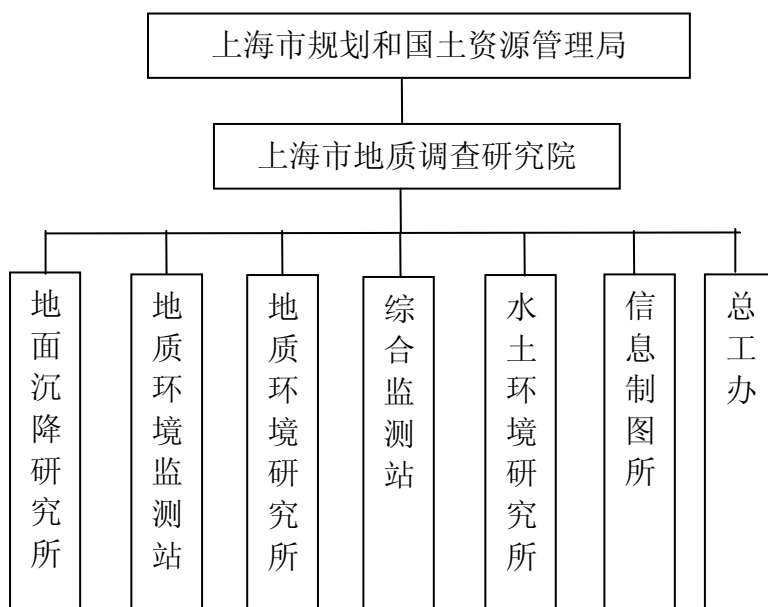 上海市规划和国土资源管理局
上海市地质调查研究院
地面沉降研究所
地质环境监测站
地质环境研究所
综合监测站
水土环境研究所
信息制图所
总工办